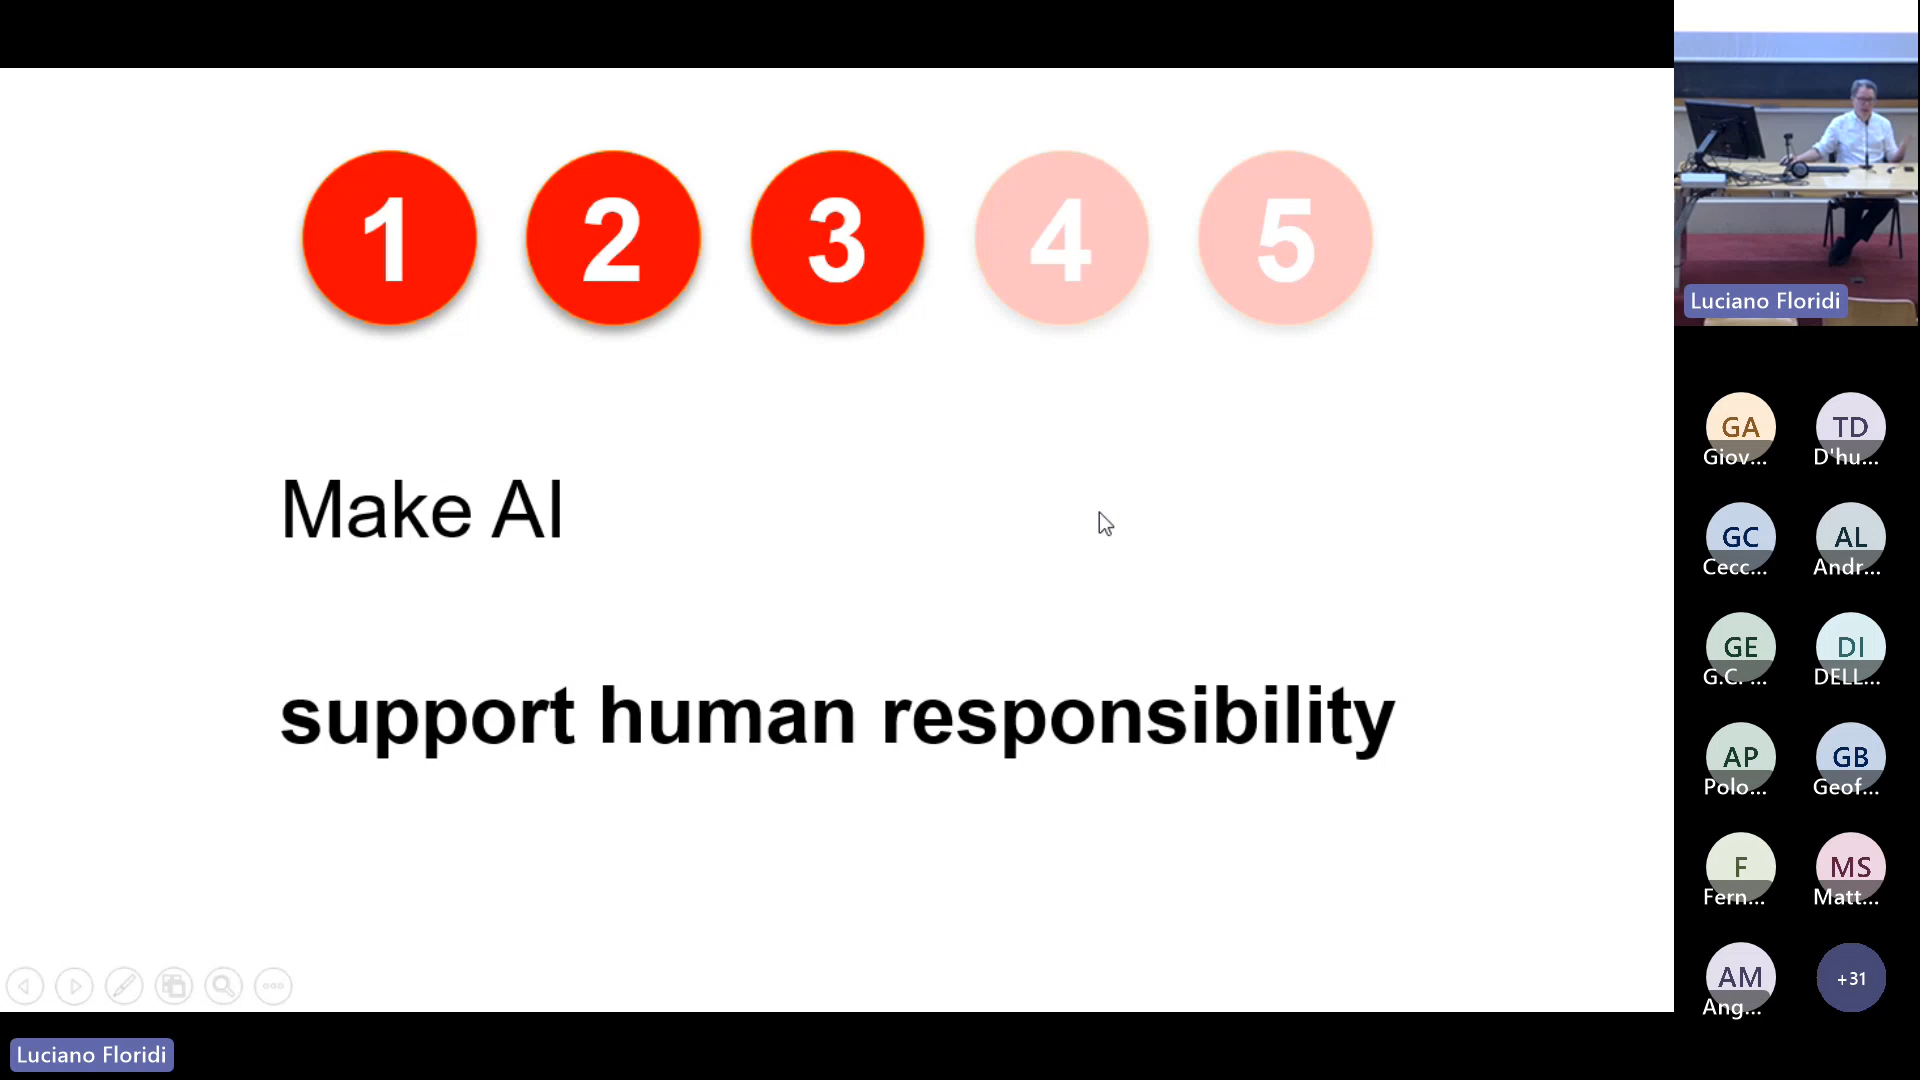 1 2 3 4 5
Make AI
support human responsibility
Luciano Floridi
GA TD
Giov... D'hu...
GC AL
Cecc... Andr...
GE DI
G.C. ... DELL...
AP GB
Polo... Geof...
F MS
Fern... Matt...
AM +31
Ang...
Luciano Floridi